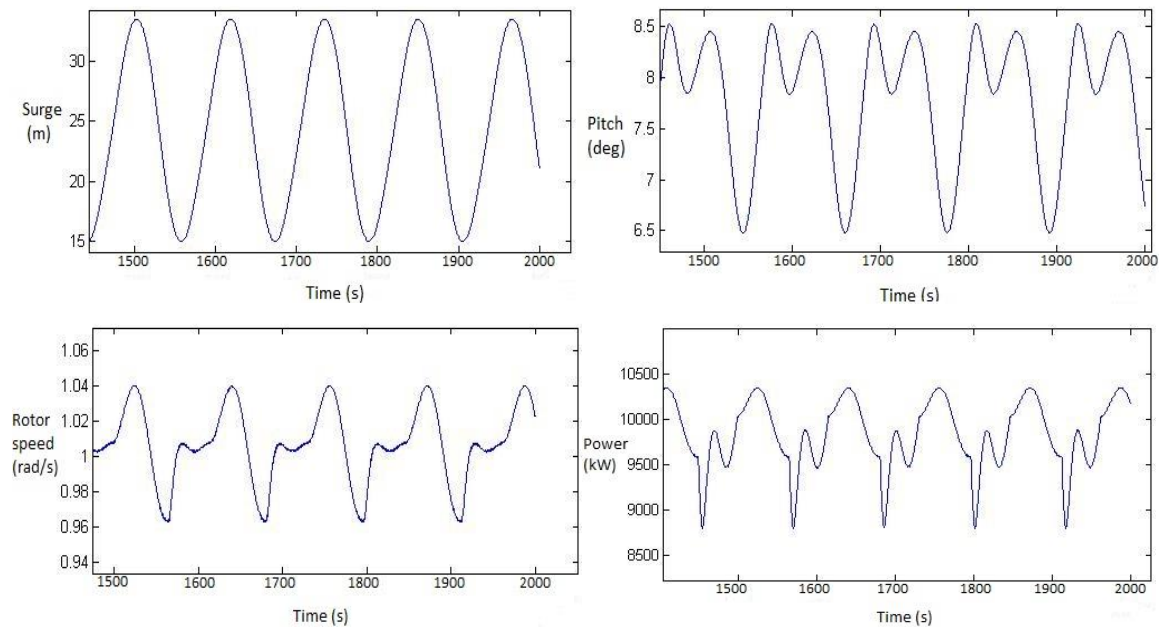 30
25
20
15
Surge
(m)
1500 1600 1700 1800 1900 2000
Time (s)
8.5
8
7.5
7
6.5
Pitch
(deg)
1500 1600 1700 1800 1900 2000
Time (s)
1.06
1.04
1.02
1
0.98
0.96
0.94
Rotor
speed
(rad/s)
1500 1600 1700 1800 1900 2000
Time (s)
10500
10000
9500
9000
8500
Power
(kW)
1500 1600 1700 1800 1900 2000
Time (s)